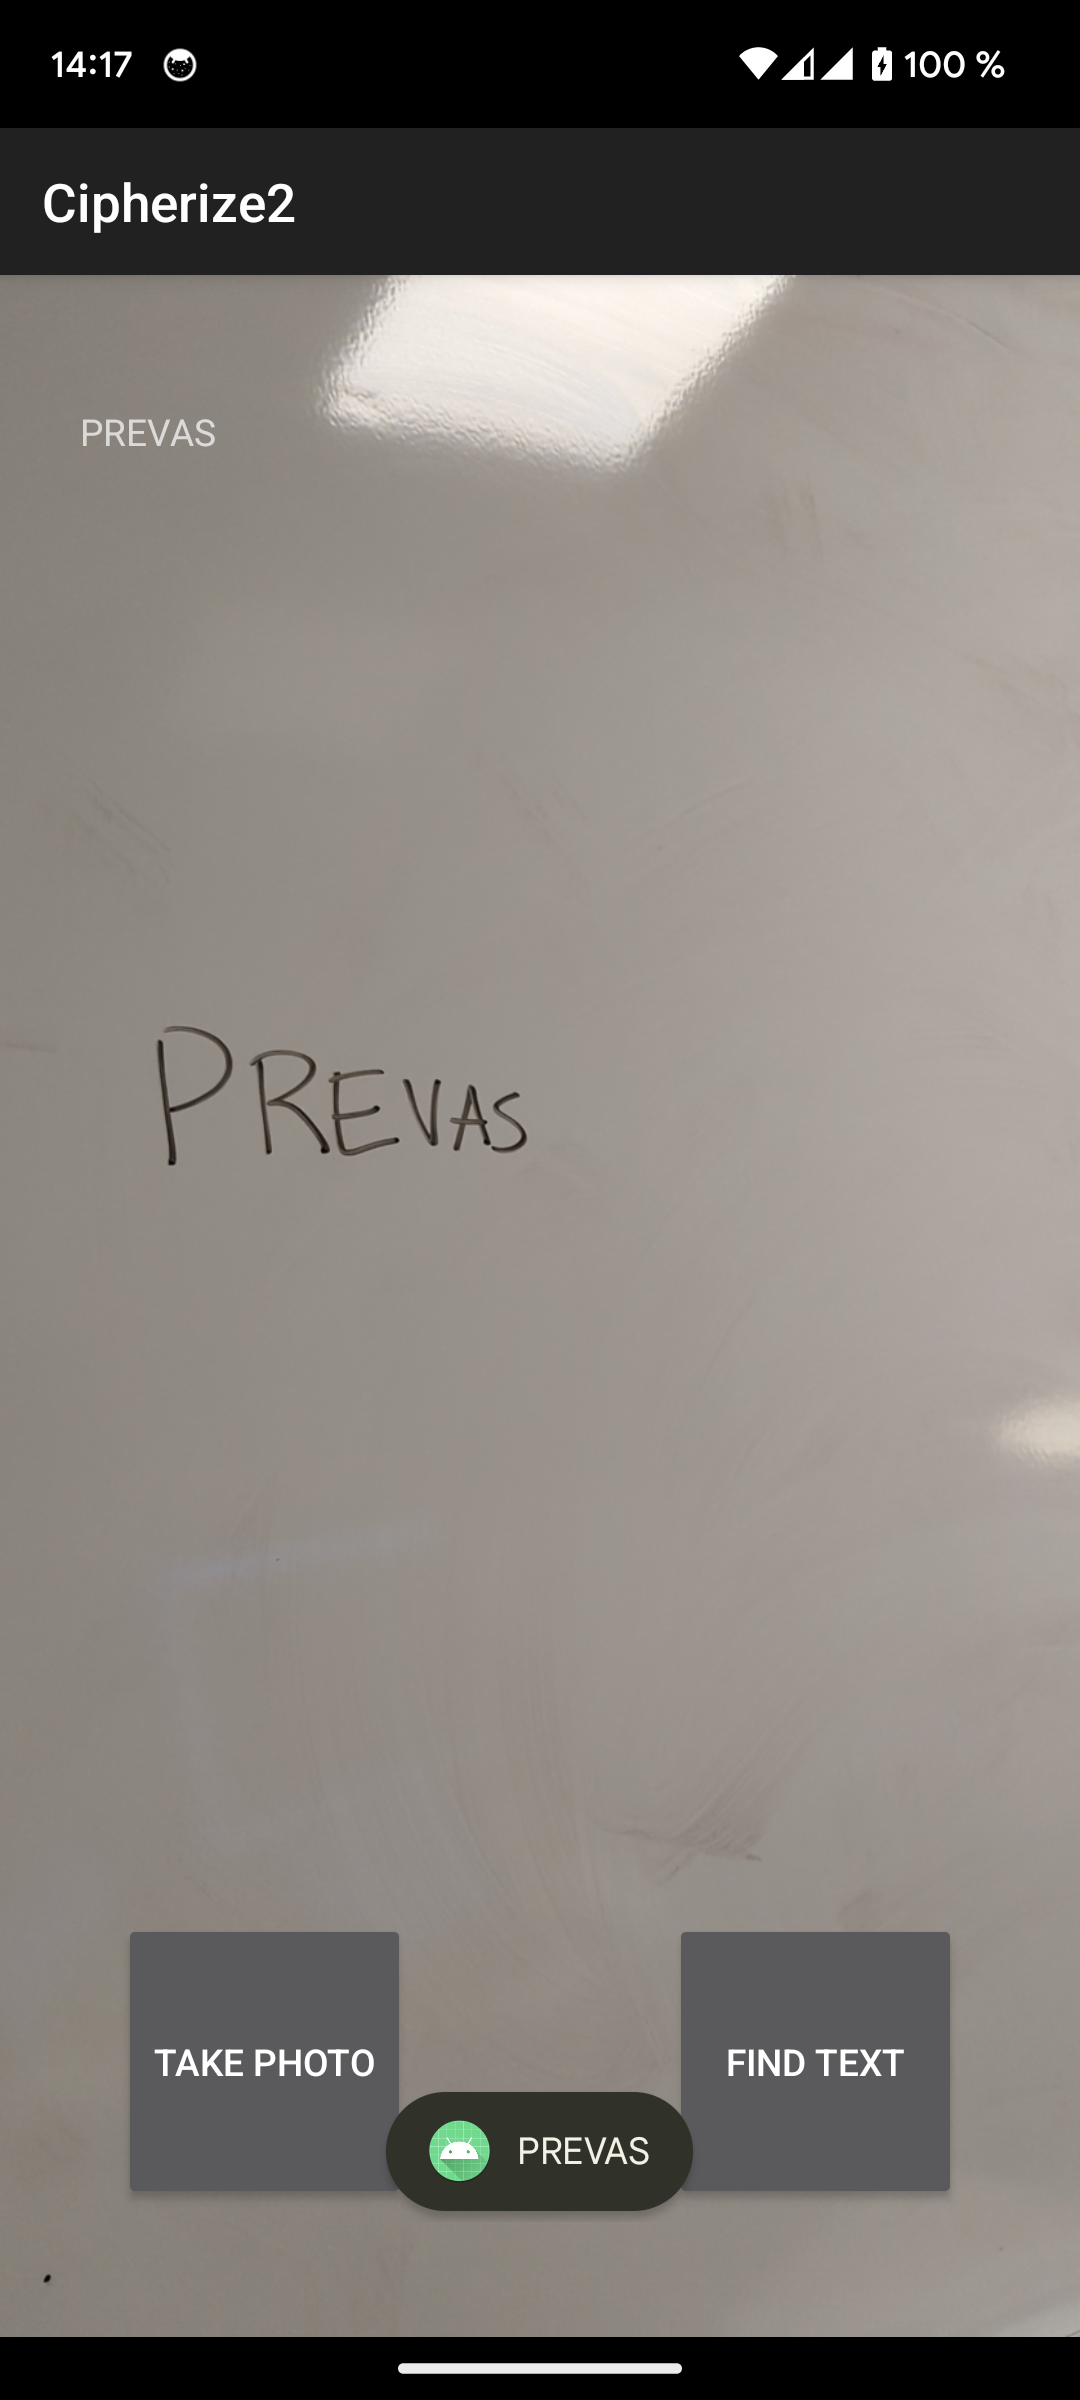 14:17 100 %
Cipherize2
PREVAS
PREVAS
TAKE PHOTO FIND TEXT
PREVAS